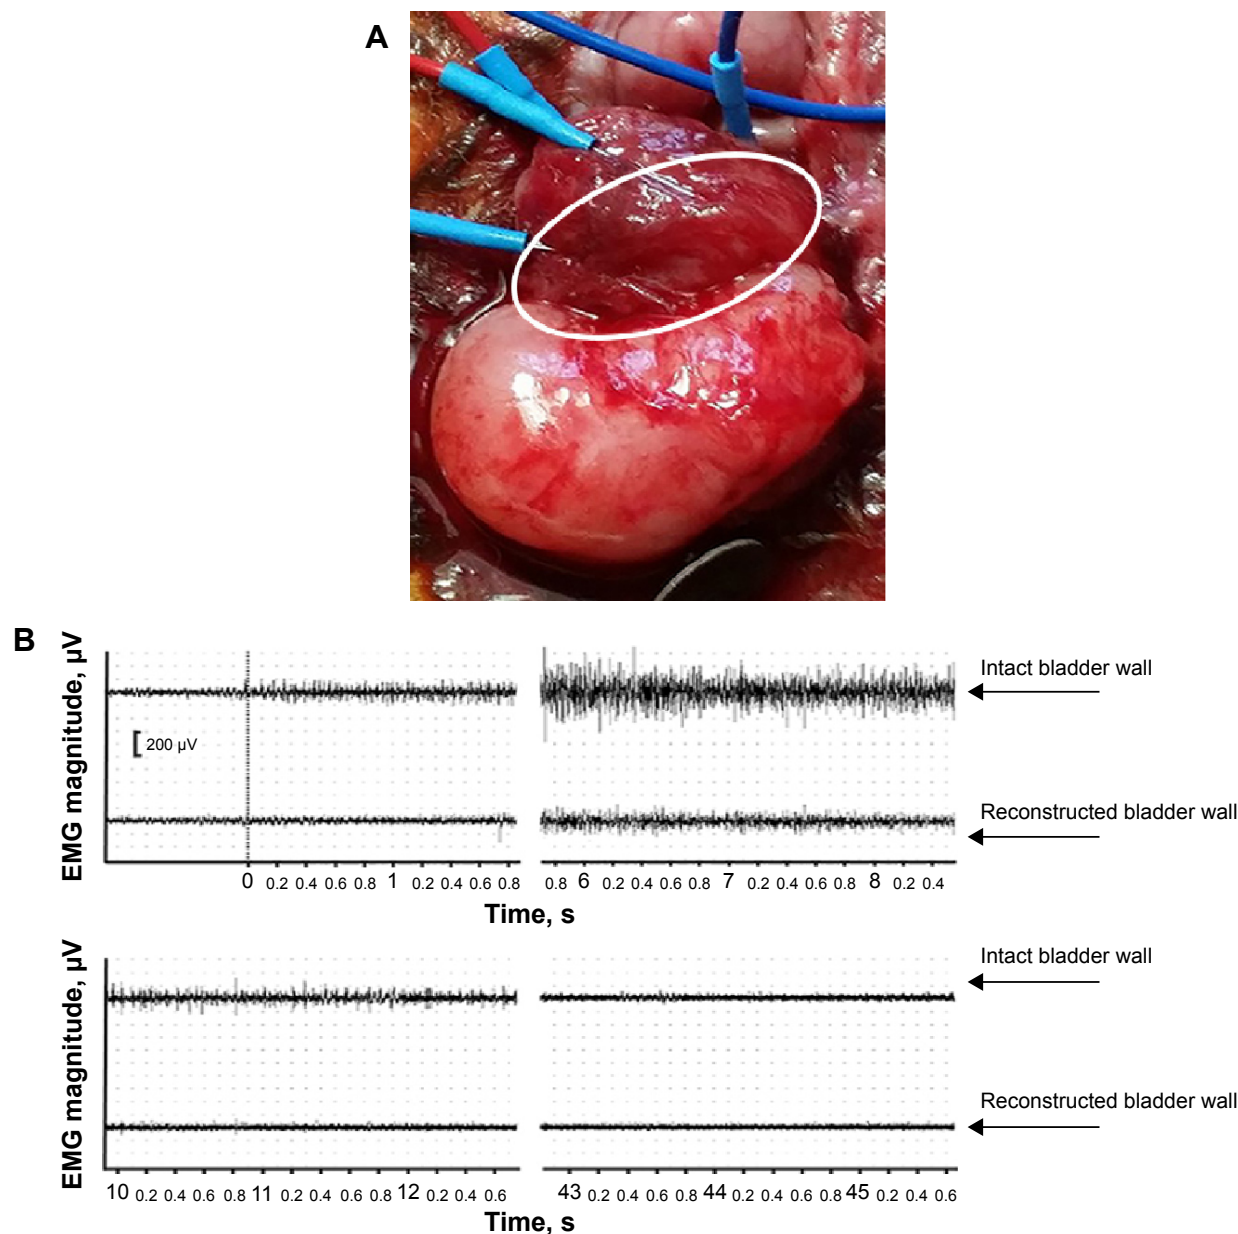 A
B
EMG magnitude, µV
200 µV
Intact bladder wall
Reconstructed bladder wall
0 0.2 0.4 0.6 0.8 1 0.2 0.4 0.6 0.8
0.8 6 0.2 0.4 0.6 0.8 7 0.2 0.4 0.6 0.8 8 0.2 0.4
Time, s
EMG magnitude, µV
Intact bladder wall
Reconstructed bladder wall
10 0.2 0.4 0.6 0.8 11 0.2 0.4 0.6 0.8 12 0.2 0.4 0.6
43 0.2 0.4 0.6 0.8 44 0.2 0.4 0.6 0.8 45 0.2 0.4 0.6
Time, s